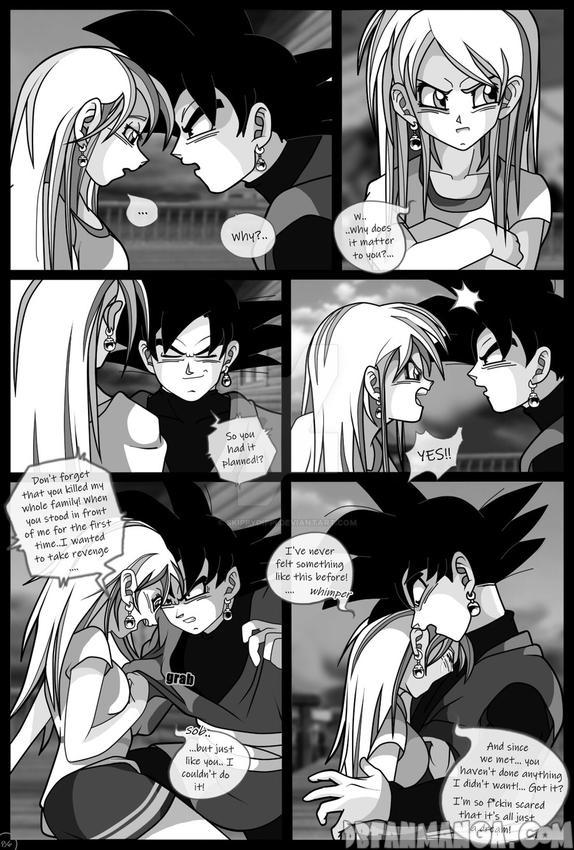 ...
Why?..
w..
..Why does
it matter
to you?...
So you
had it
planned!?
YES!!
Don't forget
that you killed my
whole family! When
you stood in front
of me for the first
time..I wanted
to take revenge
....
grab
sob..
...but just
like you.. I
couldn't do
it!
I've never
felt something
like this before!
....
whimper
And since
we met... you
haven't done anything
I didn't want!... Got it?
I'm so f*ckin scared
that it's all just
a dream!
DBFANMANGA.COM